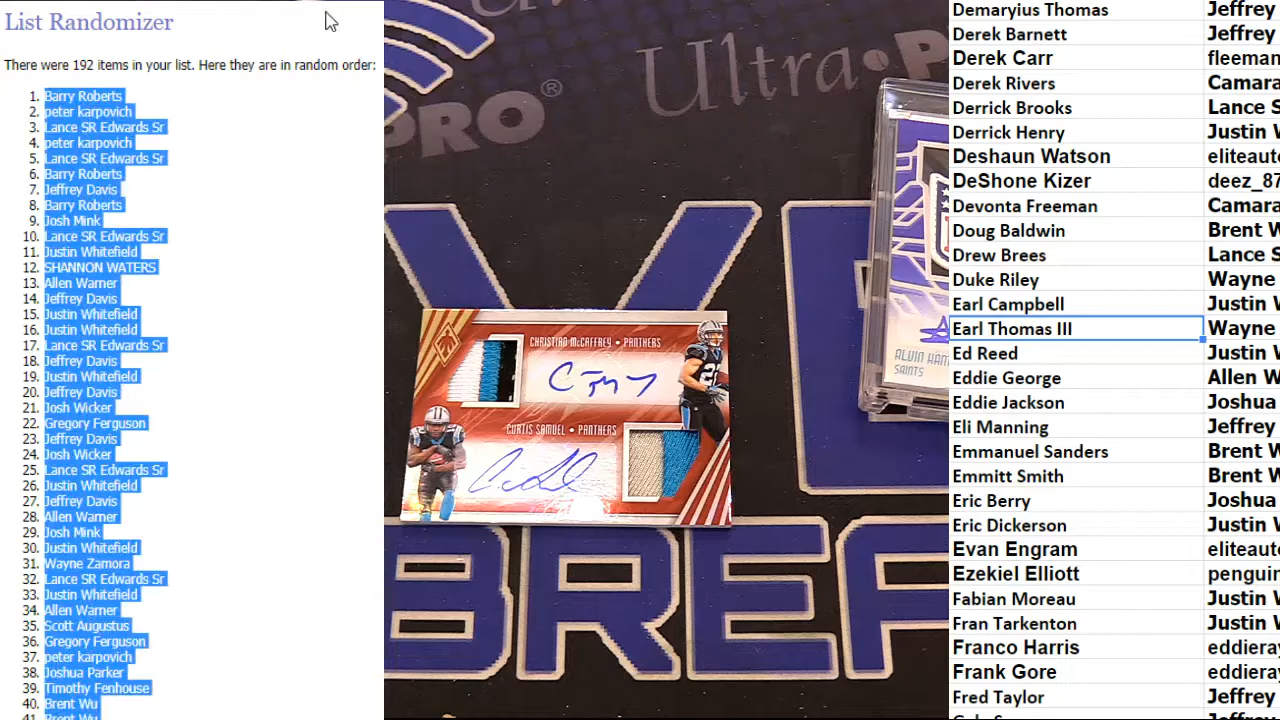 List Randomizer
There were 192 items in your list. Here they are in random order:
1. Barry Roberts
2. peter karpovich
3. Lance SR Edwards Sr
4. peter karpovich
5. Lance SR Edwards Sr
6. Barry Roberts
7. Jeffrey Davis
8. Barry Roberts
9. Josh Mink
10. Lance SR Edwards Sr
11. Justin Whitefield
12. SHANNON WATERS
13. Allen Warner
14. Jeffrey Davis
15. Justin Whitefield
16. Justin Whitefield
17. Lance SR Edwards Sr
18. Jeffrey Davis
19. Justin Whitefield
20. Jeffrey Davis
21. Josh Wicker
22. Gregory Ferguson
23. Jeffrey Davis
24. Josh Wicker
25. Lance SR Edwards Sr
26. Justin Whitefield
27. Jeffrey Davis
28. Allen Warner
29. Josh Mink
30. Justin Whitefield
31. Wayne Zamora
32. Lance SR Edwards Sr
33. Justin Whitefield
34. Allen Warner
35. Scott Augustus
36. Gregory Ferguson
37. peter karpovich
38. Joshua Parker
39. Timothy Fenhouse
40. Brent Wu
41. Brent Wu
PRO®
Ultra•P
CHRISTIAN McCAFFREY • PANTHERS
CURTIS SAMUEL • PANTHERS
ALVIN KAM
SAINTS
BREA
Demaryius Thomas Jeffrey
Derek Barnett Jeffrey
Derek Carr fleeman
Derek Rivers Camara
Derrick Brooks Lance S
Derrick Henry Justin W
Deshaun Watson eliteaut
DeShone Kizer deez_87
Devonta Freeman Camara
Doug Baldwin Brent W
Drew Brees Lance S
Duke Riley Wayne
Earl Campbell Justin W
Earl Thomas III Wayne
Ed Reed Justin W
Eddie George Allen W
Eddie Jackson Joshua
Eli Manning Jeffrey
Emmanuel Sanders Brent W
Emmitt Smith Brent W
Eric Berry Joshua
Eric Dickerson Justin W
Evan Engram eliteaut
Ezekiel Elliott penguin
Fabian Moreau Justin W
Fran Tarkenton Justin W
Franco Harris eddieray
Frank Gore eddieray
Fred Taylor Jeffrey